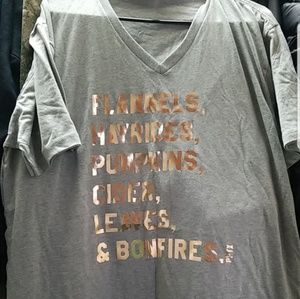 FLANNELS,
HAYRIDES,
PUMPKINS,
CIDER,
LEAVES,
& BONFIRES.